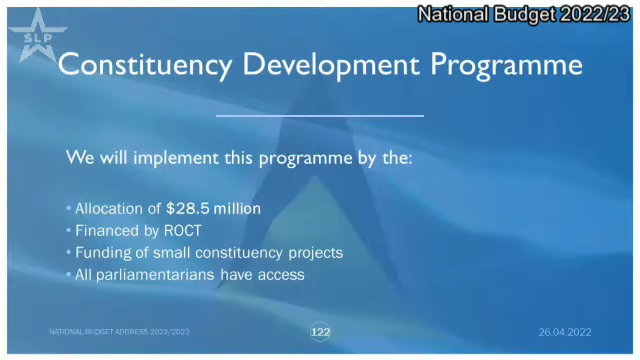 National Budget 2022/23
SLP
Constituency Development Programme
We will implement this programme by the:
• Allocation of $28.5 million
• Financed by ROCT
• Funding of small constituency projects
• All parliamentarians have access
NATIONAL BUDGET ADDRESS 2022/2023
122
26.04.2022